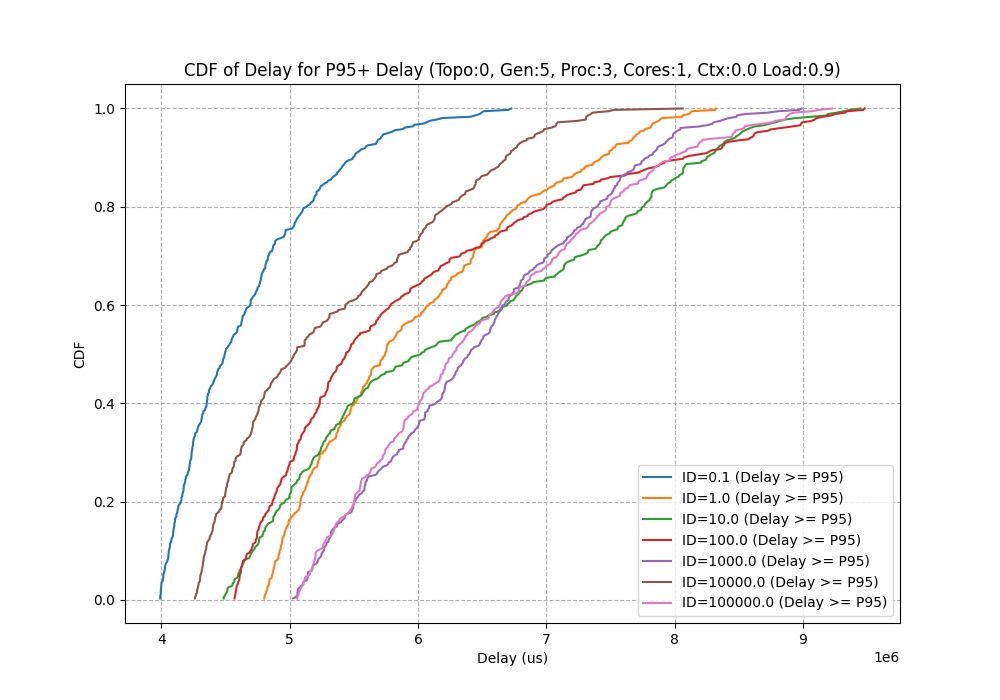 CDF of Delay for P95+ Delay (Topo:0, Gen:5, Proc:3, Cores:1, Ctx:0.0 Load:0.9)
CDF
1.0
0.8
0.6
0.4
0.2
0.0
ID=0.1 (Delay >= P95)
ID=1.0 (Delay >= P95)
ID=10.0 (Delay >= P95)
ID=100.0 (Delay >= P95)
ID=1000.0 (Delay >= P95)
ID=10000.0 (Delay >= P95)
ID=100000.0 (Delay >= P95)
4 5 6 7 8 9
1e6
Delay (us)